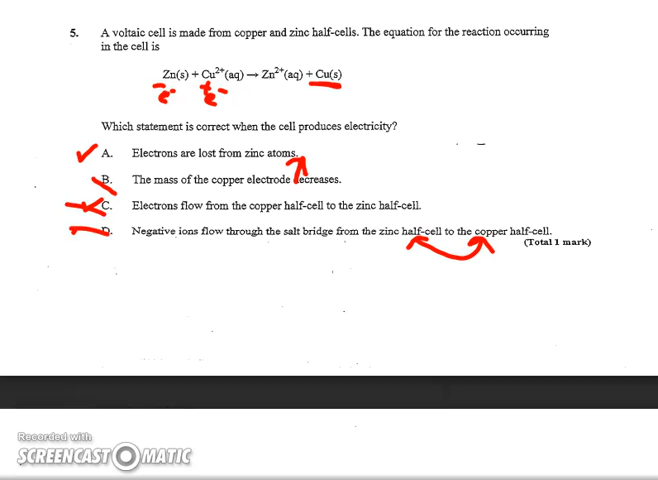 5. A voltaic cell is made from copper and zinc half-cells. The equation for the reaction occurring
in the cell is
Zn(s) + Cu²⁺(aq) → Zn²⁺(aq) + Cu(s)
-e⁻ +e⁻
Which statement is correct when the cell produces electricity?
A. Electrons are lost from zinc atoms.
B. The mass of the copper electrode decreases.
C. Electrons flow from the copper half-cell to the zinc half-cell.
D. Negative ions flow through the salt bridge from the zinc half-cell to the copper half-cell.
(Total 1 mark)
Recorded with
SCREENCAST O MATIC